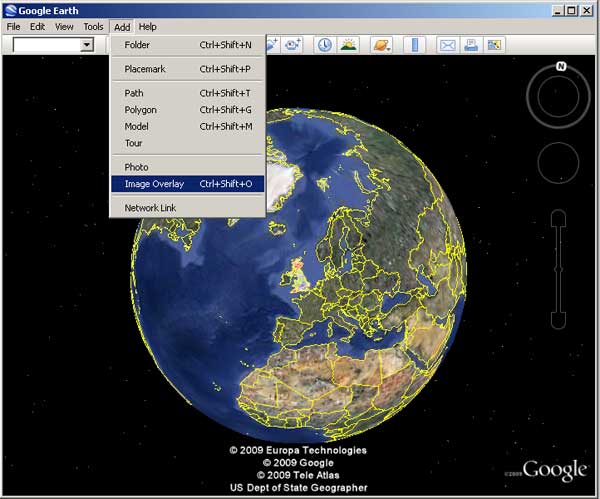 Google Earth
File Edit View Tools Add Help
Folder Ctrl+Shift+N
Placemark Ctrl+Shift+P
Path Ctrl+Shift+T
Polygon Ctrl+Shift+G
Model Ctrl+Shift+M
Tour
Photo
Image Overlay Ctrl+Shift+O
Network Link
N
© 2009 Europa Technologies
© 2009 Google
© 2009 Tele Atlas
US Dept of State Geographer
©2009 Google